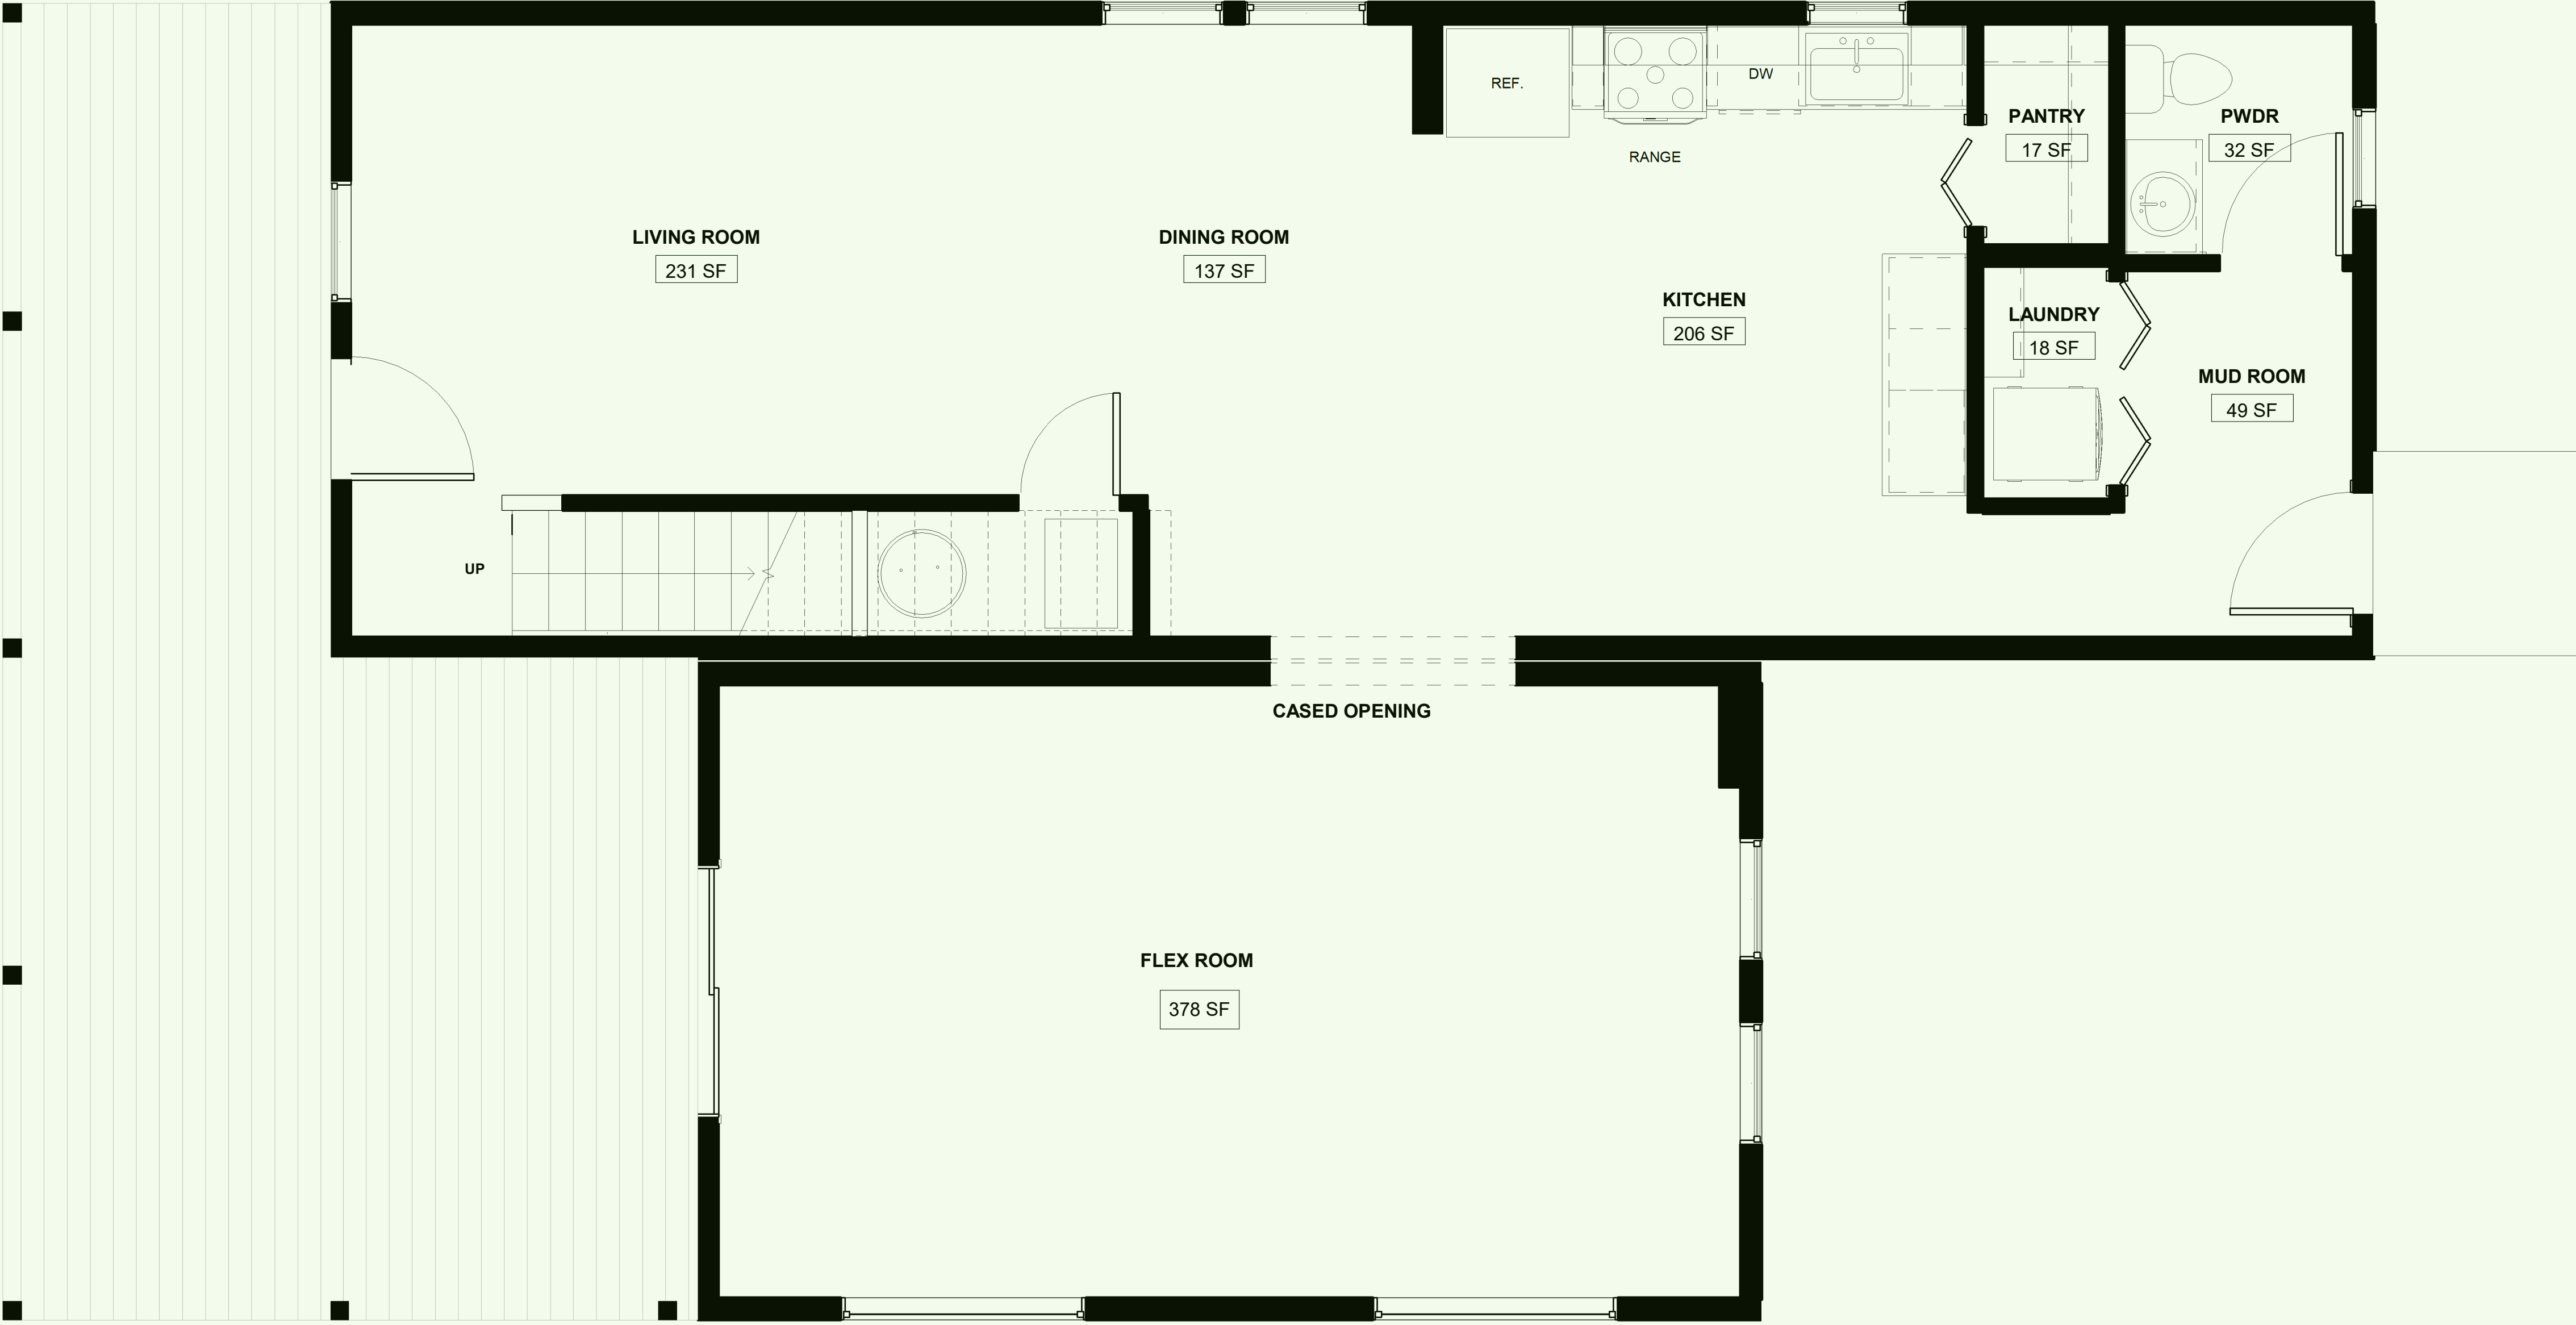 REF.
DW
RANGE
PANTRY
17 SF
PWDR
32 SF
LIVING ROOM
231 SF
DINING ROOM
137 SF
KITCHEN
206 SF
LAUNDRY
18 SF
MUD ROOM
49 SF
UP
CASED OPENING
FLEX ROOM
378 SF